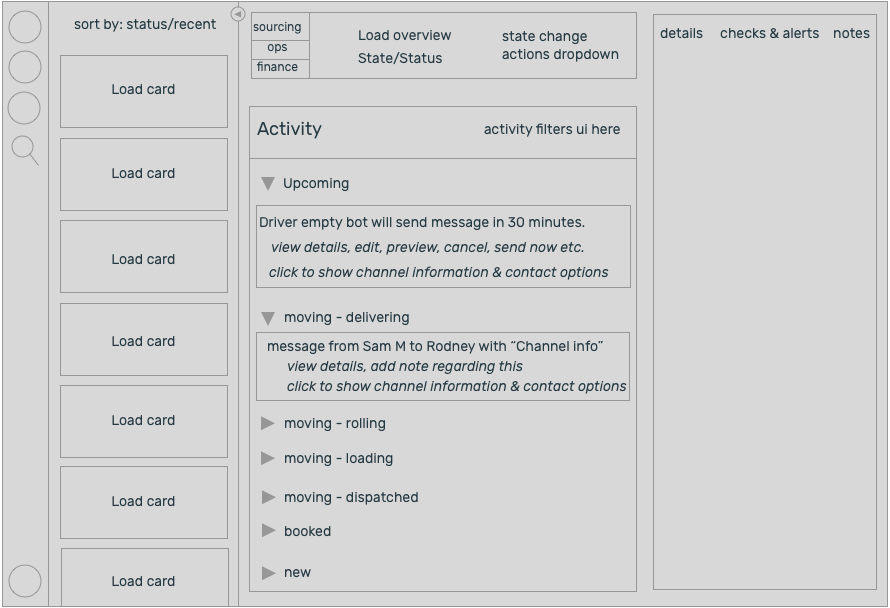 sort by: status/recent
Load card
Load card
Load card
Load card
Load card
Load card
Load card
sourcing
ops
finance
Load overview
State/Status
state change
actions dropdown
Activity
activity filters ui here
Upcoming
Driver empty bot will send message in 30 minutes.
view details, edit, preview, cancel, send now etc.
click to show channel information & contact options
moving - delivering
message from Sam M to Rodney with “Channel info”
view details, add note regarding this
click to show channel information & contact options
moving - rolling
moving - loading
moving - dispatched
booked
new
details checks & alerts notes